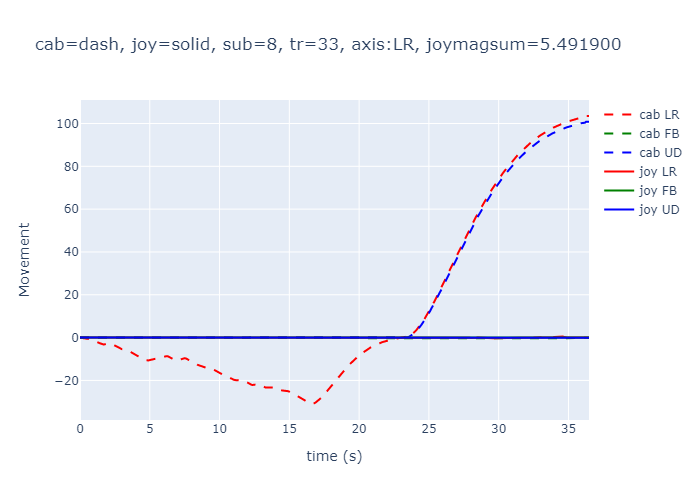 cab=dash, joy=solid, sub=8, tr=33, axis:LR, joymagsum=5.491900
cab LR
cab FB
cab UD
joy LR
joy FB
joy UD
100
80
60
40
20
0
−20
Movement
0 5 10 15 20 25 30 35
time (s)